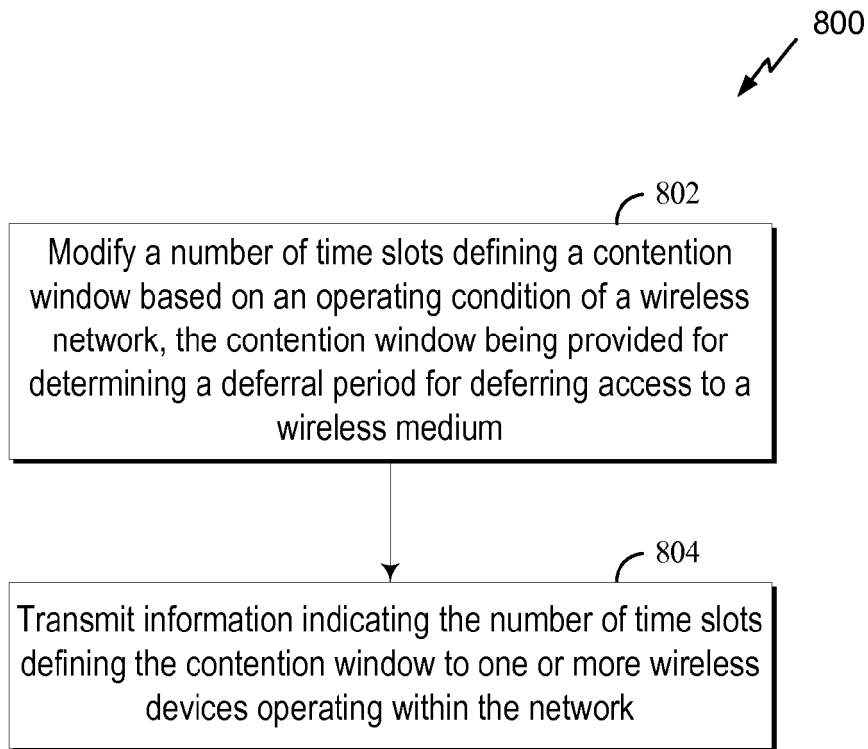 800
802
Modify a number of time slots defining a contention
window based on an operating condition of a wireless
network, the contention window being provided for
determining a deferral period for deferring access to a
wireless medium
804
Transmit information indicating the number of time slots
defining the contention window to one or more wireless
devices operating within the network